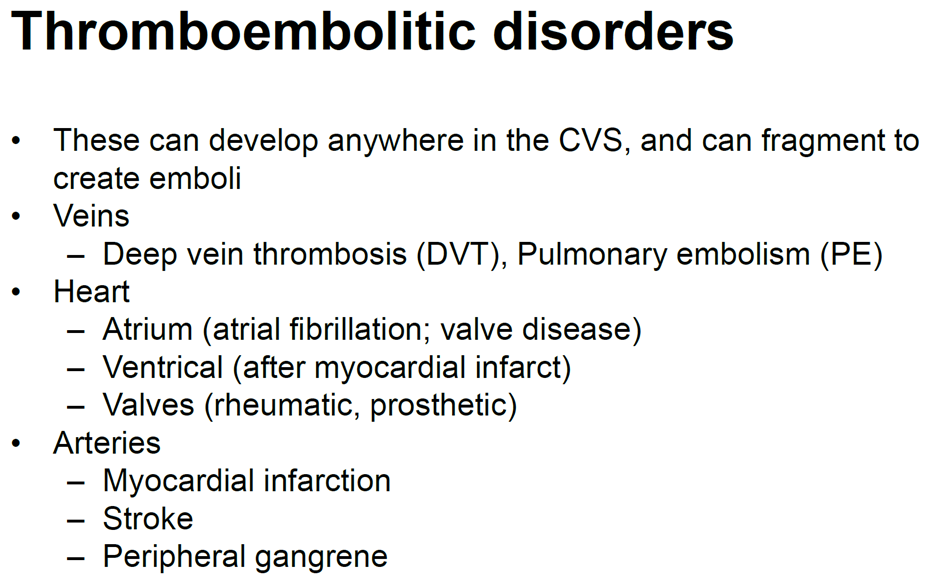 Thromboembolitic disorders
• These can develop anywhere in the CVS, and can fragment to
create emboli
• Veins
– Deep vein thrombosis (DVT), Pulmonary embolism (PE)
• Heart
– Atrium (atrial fibrillation; valve disease)
– Ventrical (after myocardial infarct)
– Valves (rheumatic, prosthetic)
• Arteries
– Myocardial infarction
– Stroke
– Peripheral gangrene